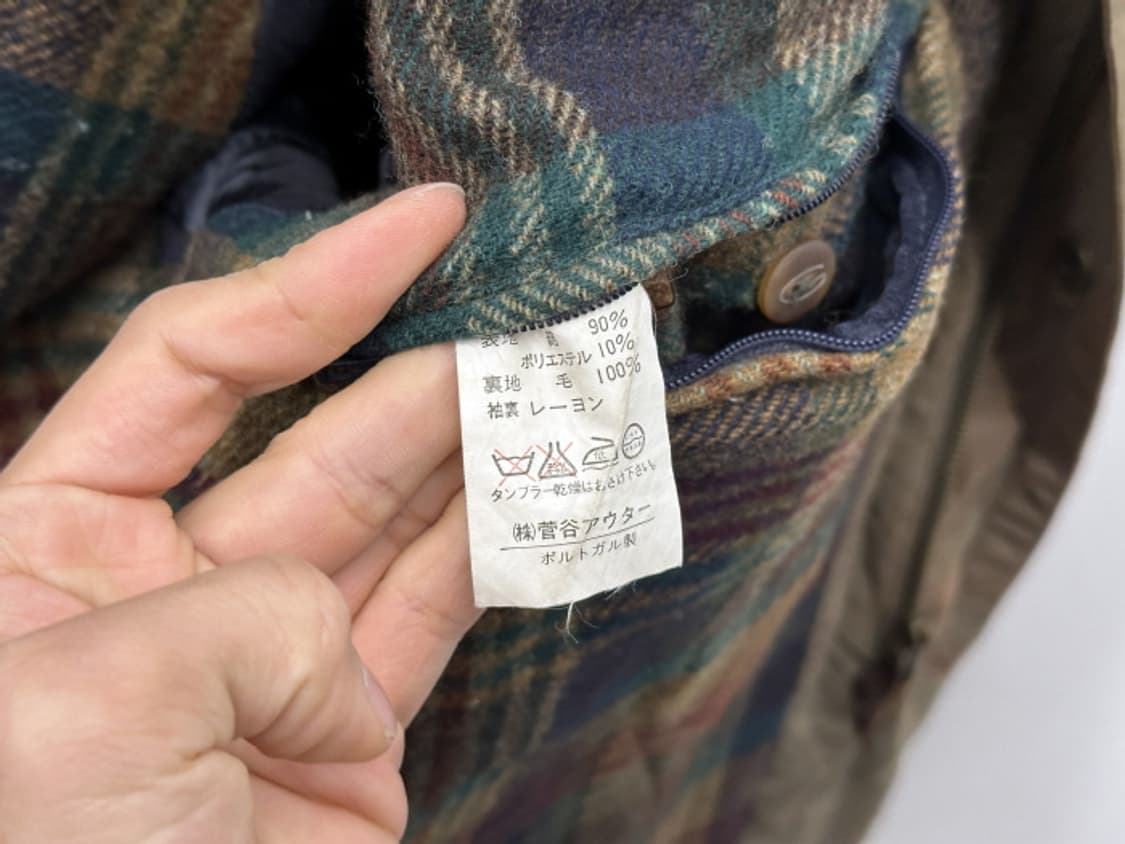 表地 綿 90%
ポリエステル 10%
裏地 毛 100%
袖裏 レーヨン
タンブラー乾燥はおさけ下さい。
㈱菅谷アウター
ポルトガル製